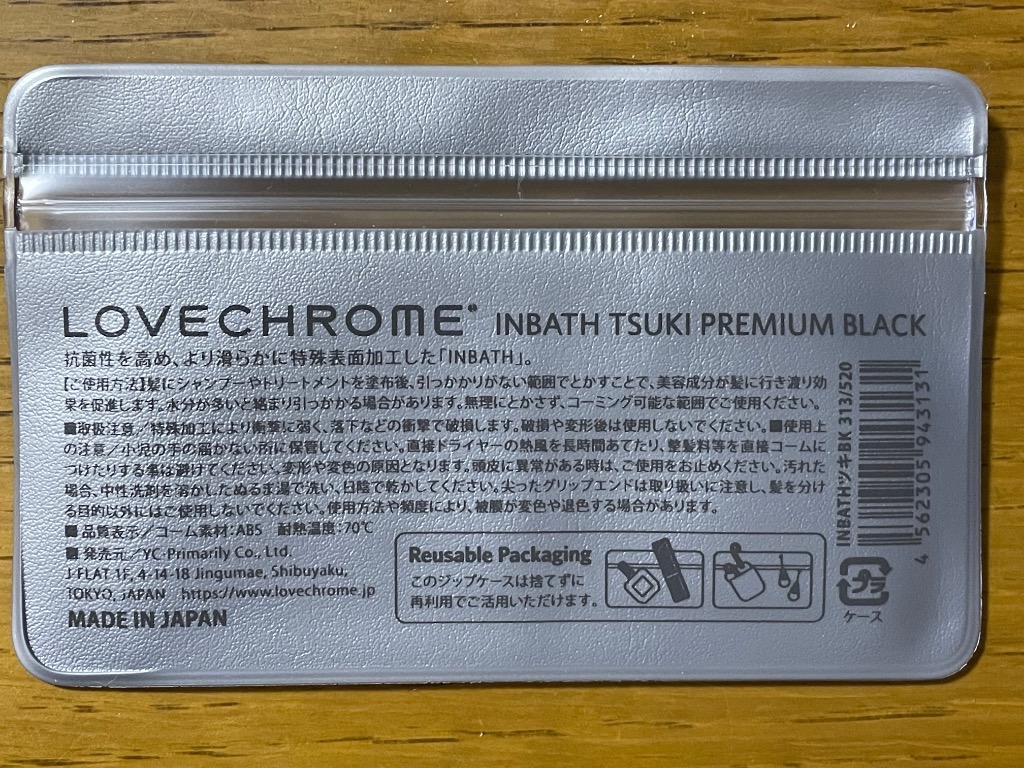 LOVECHROME® INBATH TSUKI PREMIUM BLACK
抗菌性を高め、より滑らかに特殊表面加工した「INBATH」。
【ご使用方法】髪にシャンプーやトリートメントを塗布後、引っかかりがない範囲でとかすことで、美容成分が髪に行き渡り効
果を促進します。水分が多いと絡まり引っかかる場合があります。無理にとかさず、コーミング可能な範囲でご使用ください。
■取扱注意／特殊加工により衝撃に弱く、落下などの衝撃で破損します。破損や変形後は使用しないでください。■使用上
の注意／小児の手の届かない所に保管してください。直接ドライヤーの熱風を長時間あてたり、整髪料等を直接コームに
つけたりする事は避けてください。変形や変色の原因となります。頭皮に異常がある時は、ご使用をお止めください。汚れた
場合、中性洗剤を溶かしたぬるま湯で洗い、日陰で乾かしてください。尖ったグリップエンドは取り扱いに注意し、髪を分け
る目的以外にはご使用しないでください。使用方法や頻度により、被膜が変色や退色する場合があります。
■品質表示／コーム素材:ABS 耐熱温度:70℃
■発売元／YC.Primarily Co., Ltd.
J-FLAT 1F, 4-14-18 Jingumae, Shibuyaku,
TOKYO, JAPAN https://www.lovechrome.jp
MADE IN JAPAN
Reusable Packaging
このジップケースは捨てずに
再利用でご活用いただけます。
INBATHツキBK 313/520
4 562305 943131
プラ
ケース